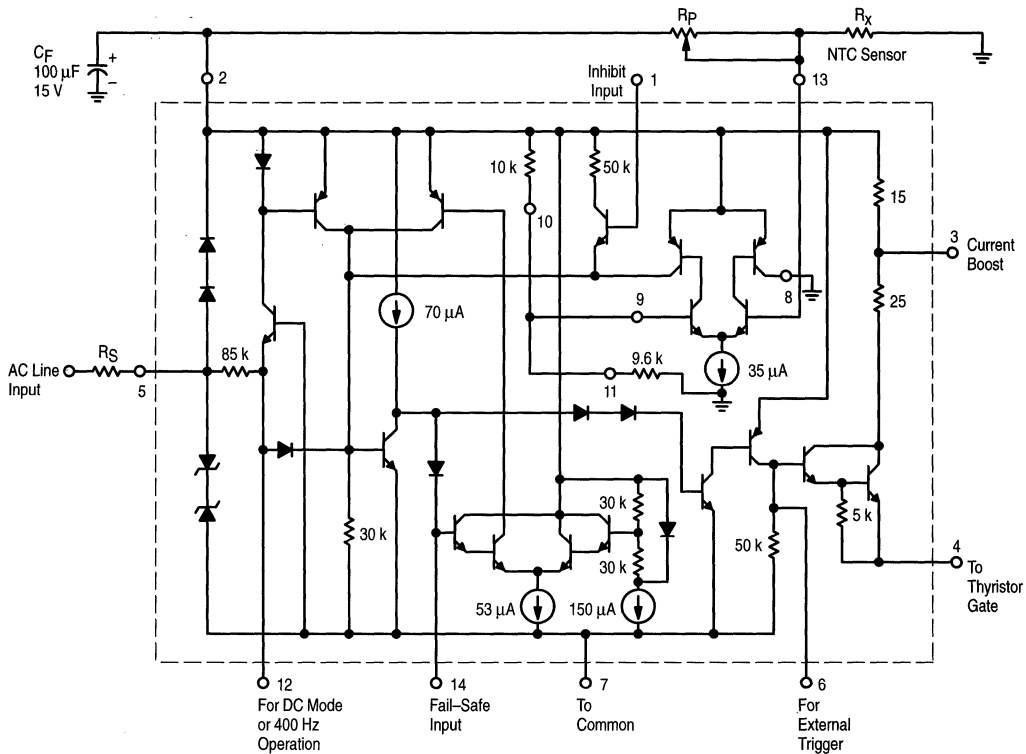 C_F
100 μF
15 V
+
–
2
R_P
R_X
NTC Sensor
Inhibit
Input
1
13
10 k
50 k
10
15
3
Current
Boost
8
9
70 μA
25
R_S
AC Line
Input
5
85 k
9.6 k
11
35 μA
30 k
30 k
30 k
50 k
5 k
4
To
Thyristor
Gate
53 μA
150 μA
12
For DC Mode
or 400 Hz
Operation
14
Fail–Safe
Input
7
To
Common
6
For
External
Trigger